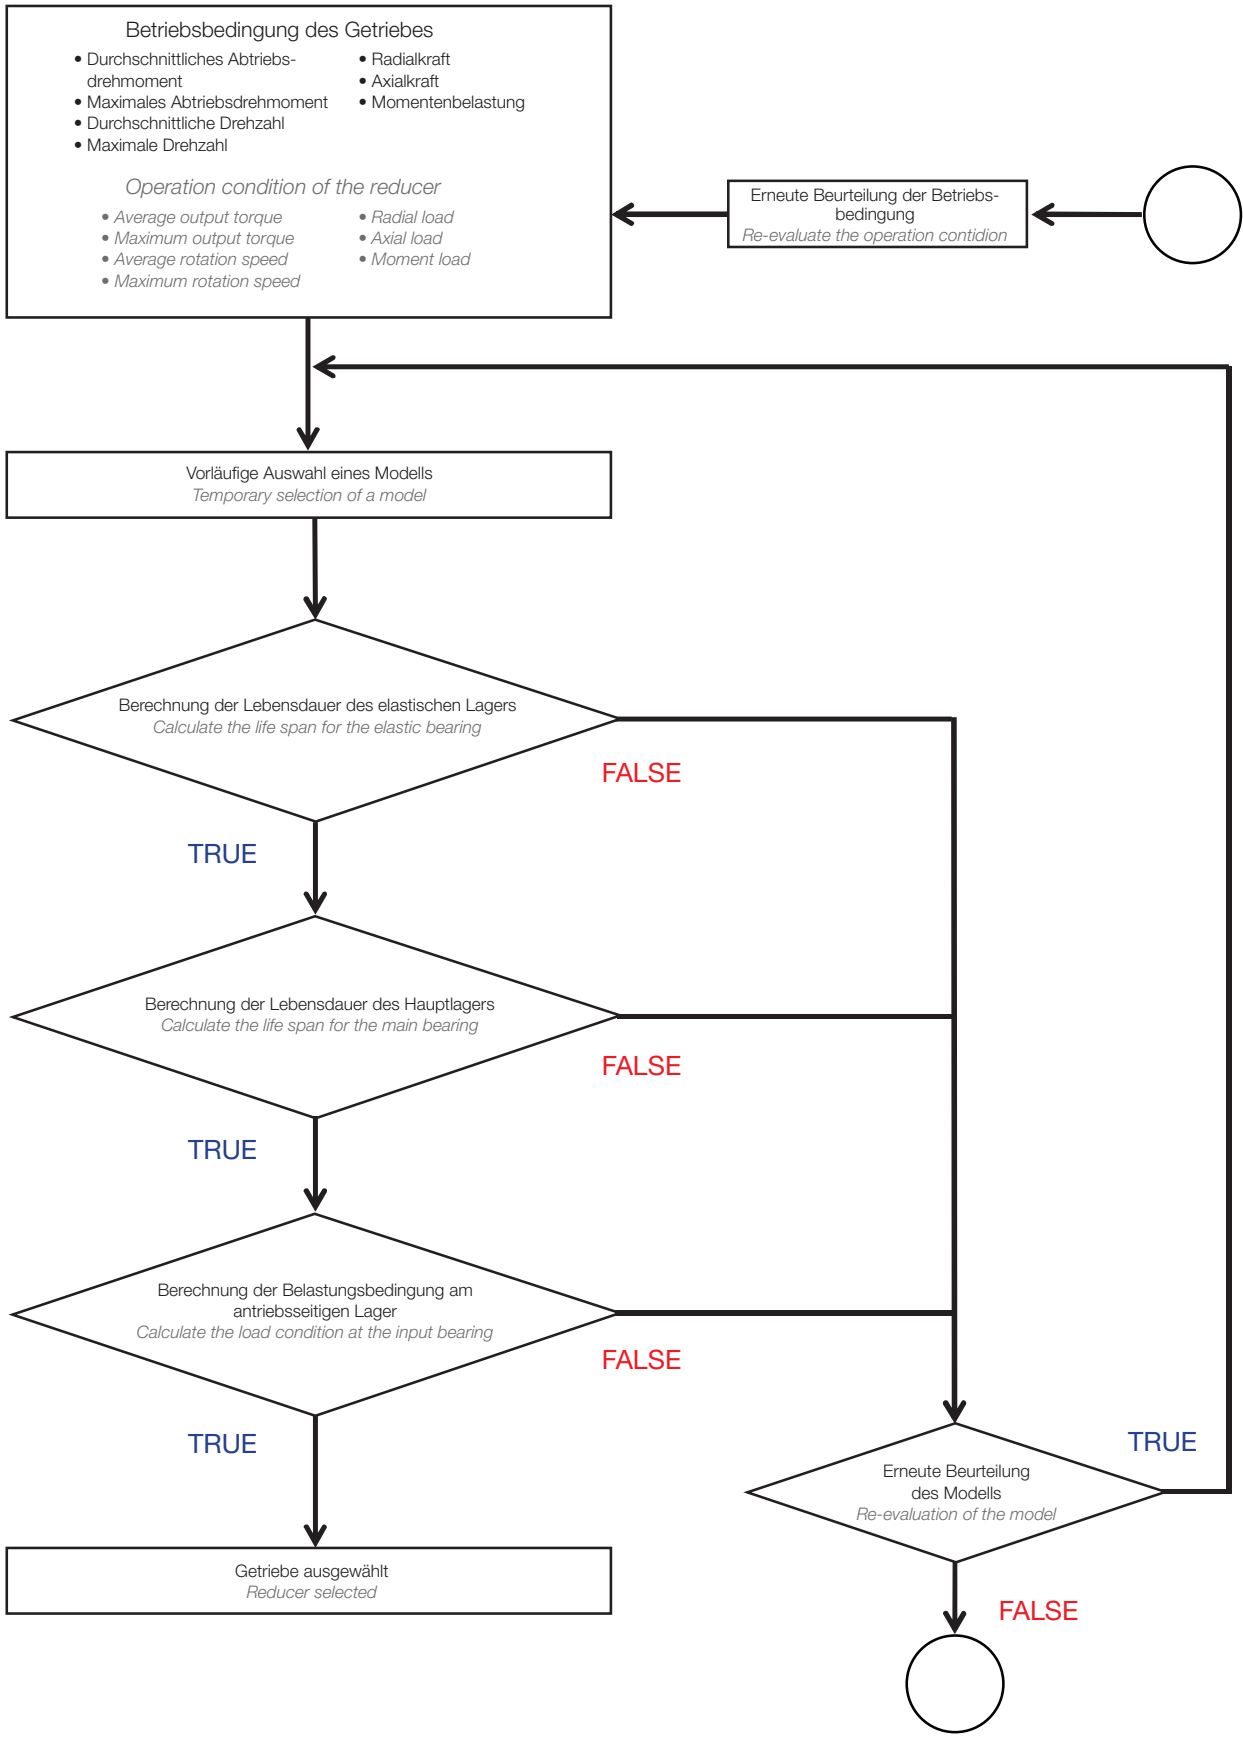 Betriebsbedingung des Getriebes
• Durchschnittliches Abtriebs-
drehmoment
• Maximales Abtriebsdrehmoment
• Durchschnittliche Drehzahl
• Maximale Drehzahl
• Radialkraft
• Axialkraft
• Momentenbelastung
Operation condition of the reducer
• Average output torque
• Maximum output torque
• Average rotation speed
• Maximum rotation speed
• Radial load
• Axial load
• Moment load
Erneute Beurteilung der Betriebs-
bedingung
Re-evaluate the operation contidion
Vorläufige Auswahl eines Modells
Temporary selection of a model
Berechnung der Lebensdauer des elastischen Lagers
Calculate the life span for the elastic bearing
FALSE
TRUE
Berechnung der Lebensdauer des Hauptlagers
Calculate the life span for the main bearing
FALSE
TRUE
Berechnung der Belastungsbedingung am
antriebsseitigen Lager
Calculate the load condition at the input bearing
FALSE
TRUE
TRUE
Erneute Beurteilung
des Modells
Re-evaluation of the model
Getriebe ausgewählt
Reducer selected
FALSE